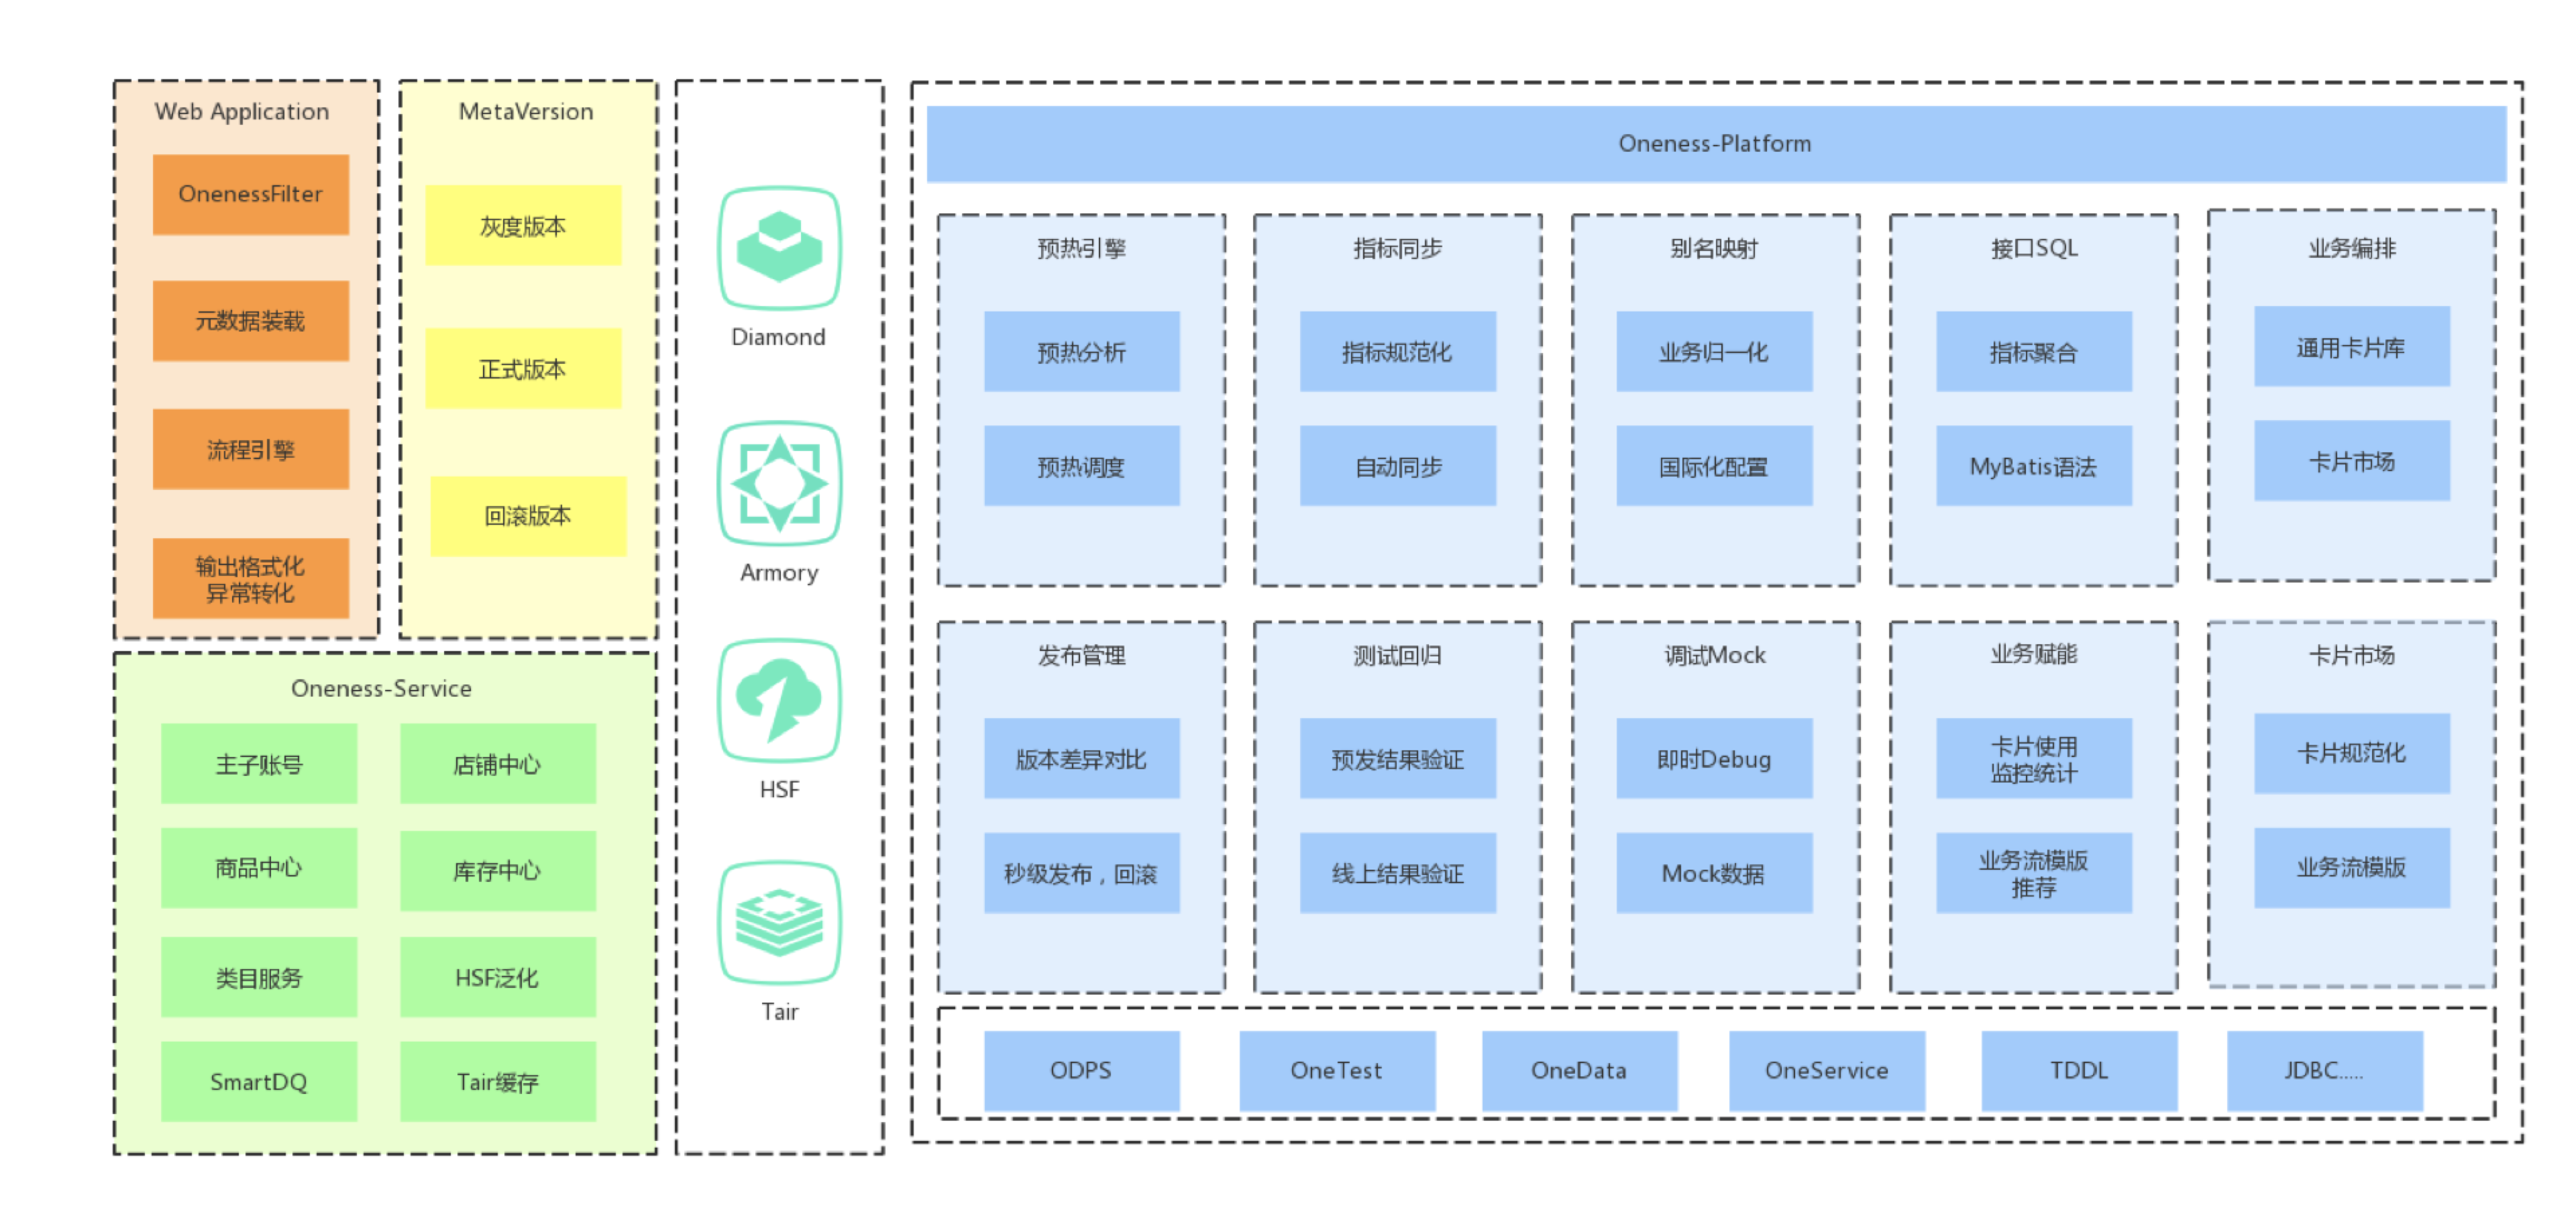 Web Application
OnenessFilter
元数据装载
流程引擎
输出格式化
异常转化
MetaVersion
灰度版本
正式版本
回滚版本
Oneness-Service
主子账号
店铺中心
商品中心
库存中心
类目服务
HSF泛化
SmartDQ
Tair缓存
Diamond
Armory
HSF
Tair
Oneness-Platform
预热引擎
预热分析
预热调度
指标同步
指标规范化
自动同步
别名映射
业务归一化
国际化配置
接口SQL
指标聚合
MyBatis语法
业务编排
通用卡片库
卡片市场
发布管理
版本差异对比
秒级发布，回滚
测试回归
预发结果验证
线上结果验证
调试Mock
即时Debug
Mock数据
业务赋能
卡片使用
监控统计
业务流模版
推荐
卡片市场
卡片规范化
业务流模版
ODPS
OneTest
OneData
OneService
TDDL
JDBC.....